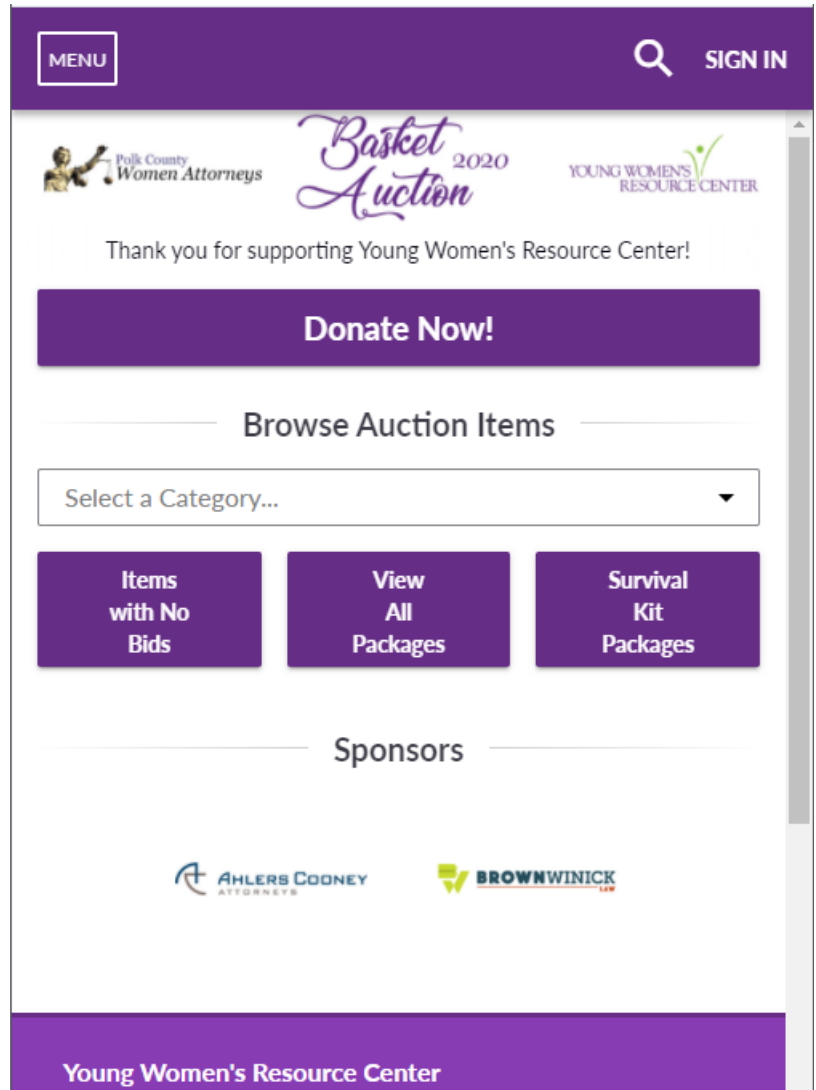 MENU
SIGN IN
Polk County
Women Attorneys
Basket 2020
Auction
YOUNG WOMEN'S
RESOURCE CENTER
Thank you for supporting Young Women's Resource Center!
Donate Now!
Browse Auction Items
Select a Category...
Items
with No
Bids
View
All
Packages
Survival
Kit
Packages
Sponsors
AHLERS COONEY
ATTORNEYS
BROWNWINICK
LAW
Young Women's Resource Center